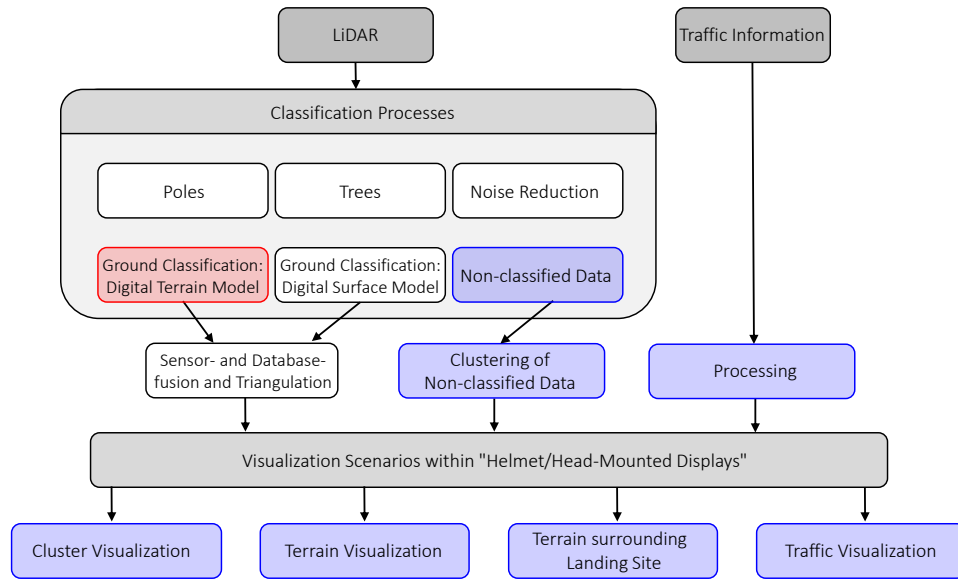 LiDAR
Traffic Information
Classification Processes
Poles
Trees
Noise Reduction
Ground Classification:
Digital Terrain Model
Ground Classification:
Digital Surface Model
Non-classified Data
Sensor- and Database-
fusion and Triangulation
Clustering of
Non-classified Data
Processing
Visualization Scenarios within "Helmet/Head-Mounted Displays"
Cluster Visualization
Terrain Visualization
Terrain surrounding
Landing Site
Traffic Visualization